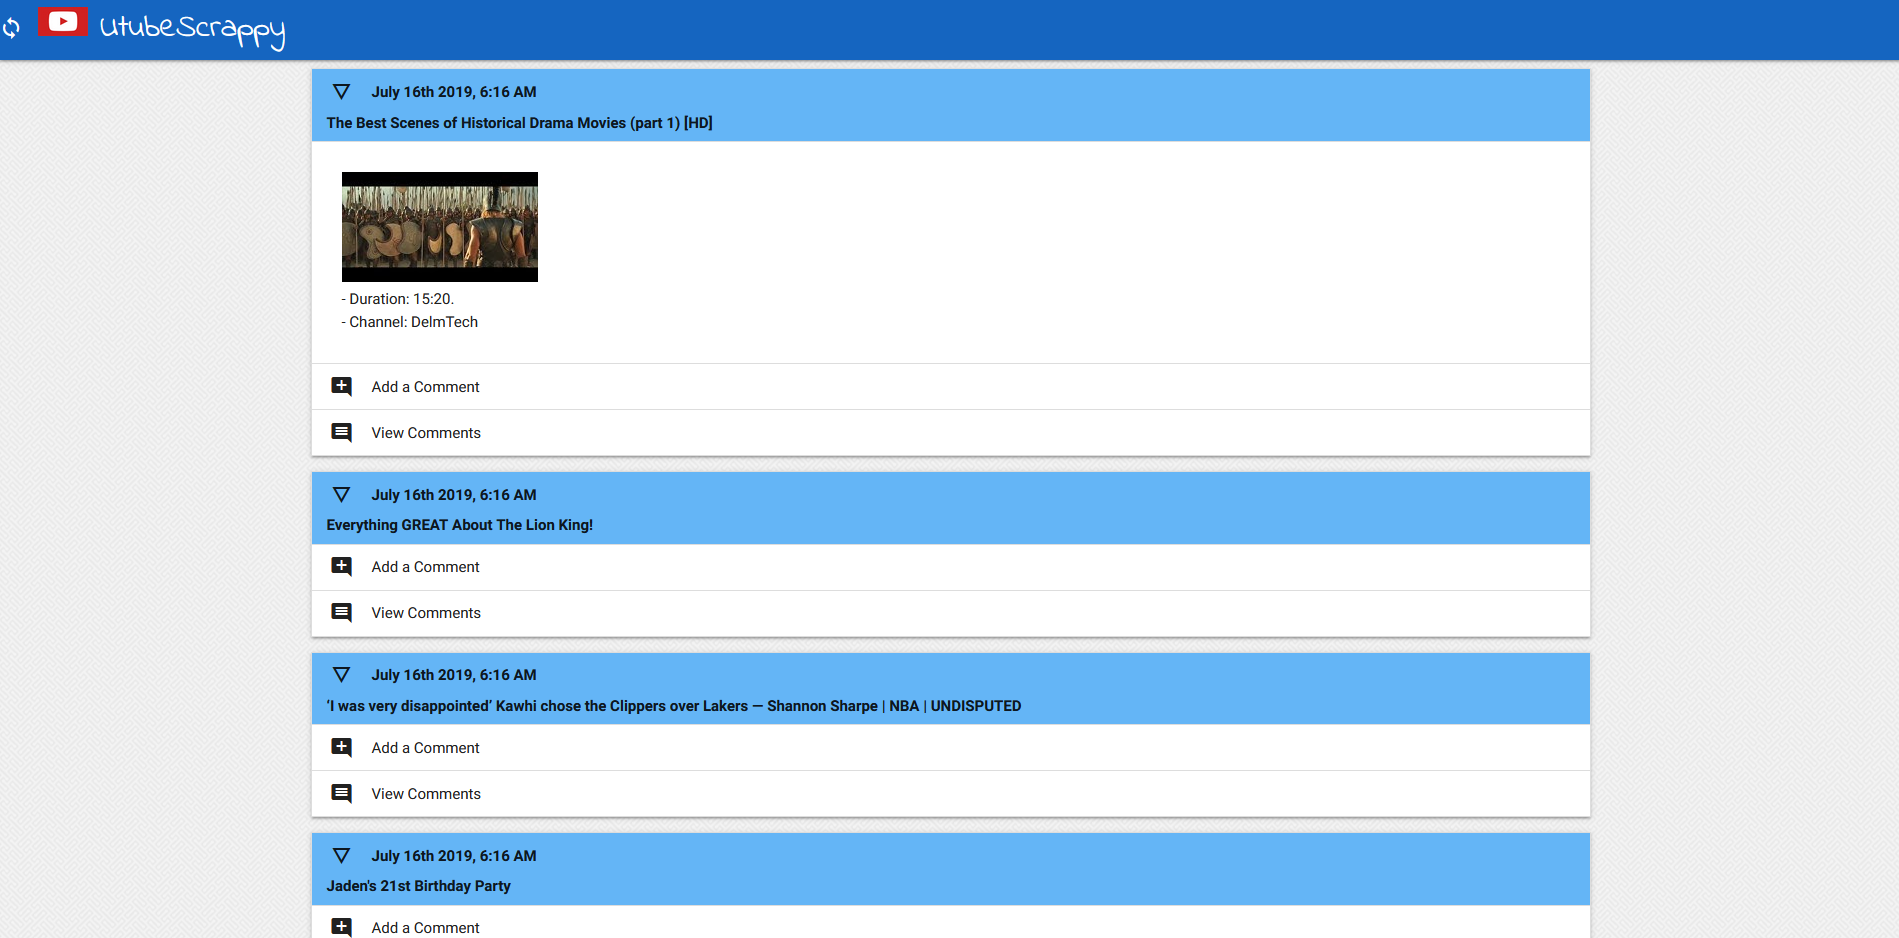 UtubeScrappy
July 16th 2019, 6:16 AM
The Best Scenes of Historical Drama Movies (part 1) [HD]
- Duration: 15:20.
- Channel: DelmTech
Add a Comment
View Comments
July 16th 2019, 6:16 AM
Everything GREAT About The Lion King!
Add a Comment
View Comments
July 16th 2019, 6:16 AM
‘I was very disappointed’ Kawhi chose the Clippers over Lakers — Shannon Sharpe | NBA | UNDISPUTED
Add a Comment
View Comments
July 16th 2019, 6:16 AM
Jaden's 21st Birthday Party
Add a Comment